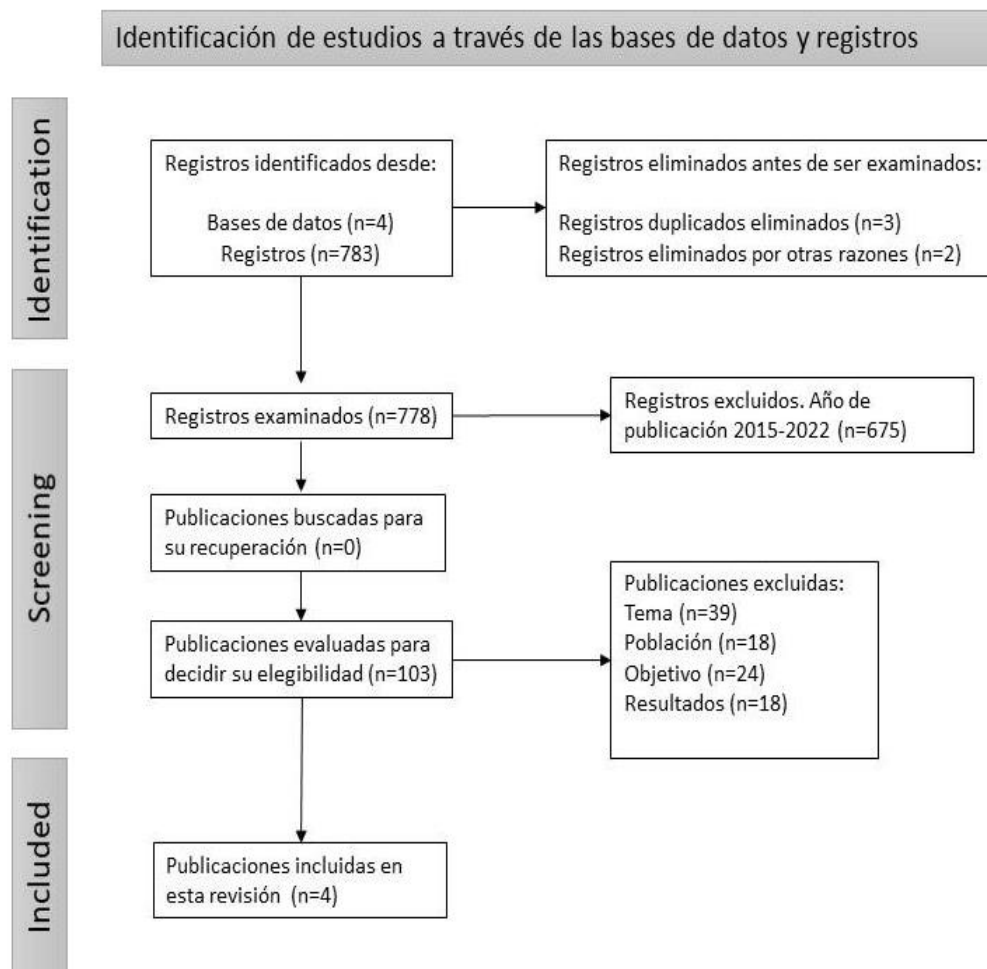 Identificación de estudios a través de las bases de datos y registros
Identification
Registros identificados desde:
Bases de datos (n=4)
Registros (n=783)
Registros eliminados antes de ser examinados:
Registros duplicados eliminados (n=3)
Registros eliminados por otras razones (n=2)
Screening
Registros examinados (n=778)
Registros excluidos. Año de
publicación 2015-2022 (n=675)
Publicaciones buscadas para
su recuperación (n=0)
Publicaciones evaluadas para
decidir su elegibilidad (n=103)
Publicaciones excluidas:
Tema (n=39)
Población (n=18)
Objetivo (n=24)
Resultados (n=18)
Included
Publicaciones incluidas en
esta revisión (n=4)